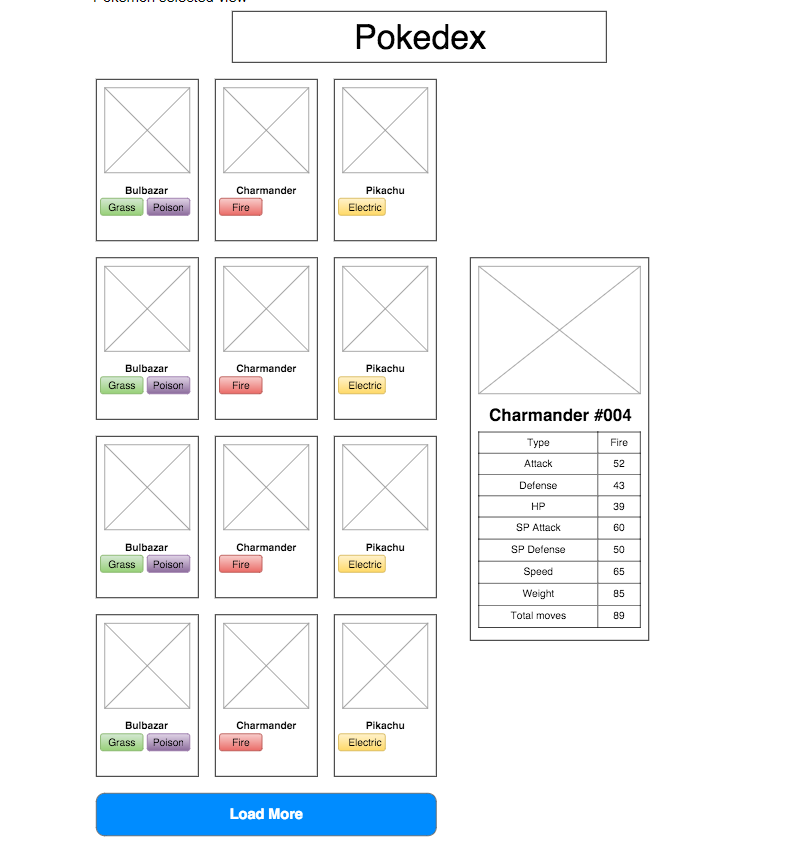 Pokemon selected view
Pokedex
Bulbazar
Grass Poison
Charmander
Fire
Pikachu
Electric
Bulbazar
Grass Poison
Charmander
Fire
Pikachu
Electric
Bulbazar
Grass Poison
Charmander
Fire
Pikachu
Electric
Bulbazar
Grass Poison
Charmander
Fire
Pikachu
Electric
Load More
Charmander #004
Type Fire
Attack 52
Defense 43
HP 39
SP Attack 60
SP Defense 50
Speed 65
Weight 85
Total moves 89